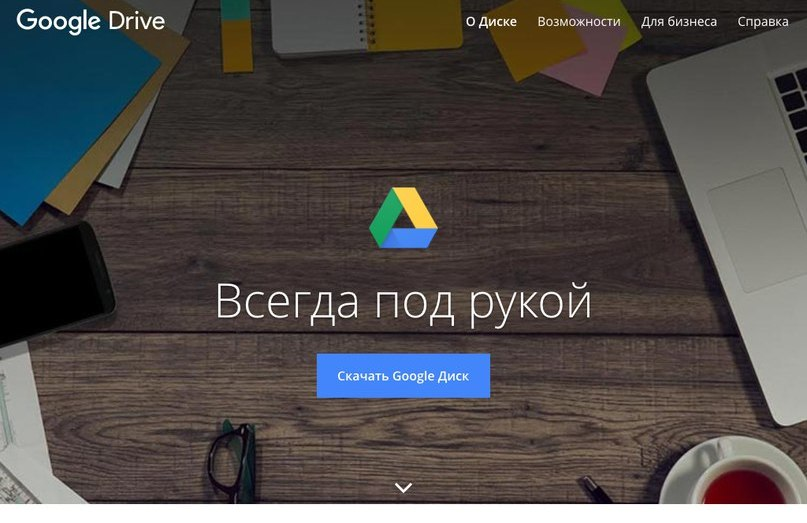 Google Drive
О Диске Возможности Для бизнеса Справка
Всегда под рукой
Скачать Google Диск